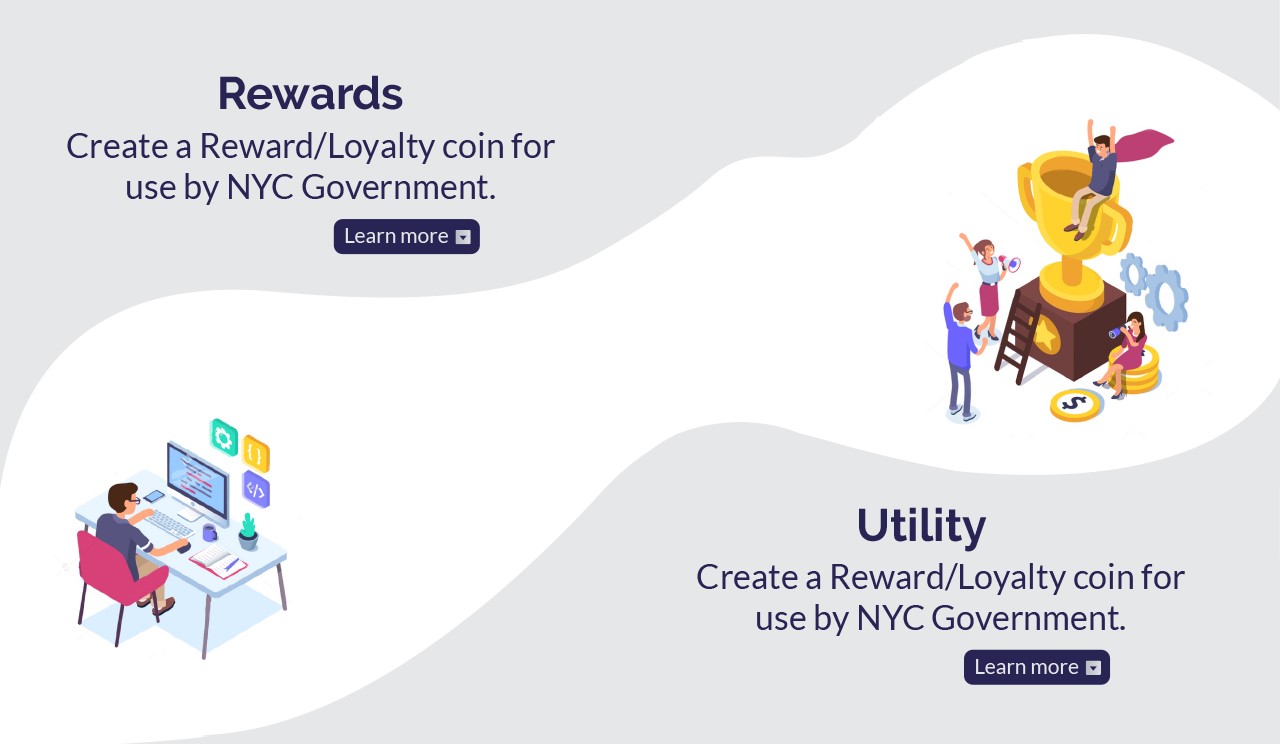 Rewards
Create a Reward/Loyalty coin for
use by NYC Government.
Learn more
Utility
Create a Reward/Loyalty coin for
use by NYC Government.
Learn more